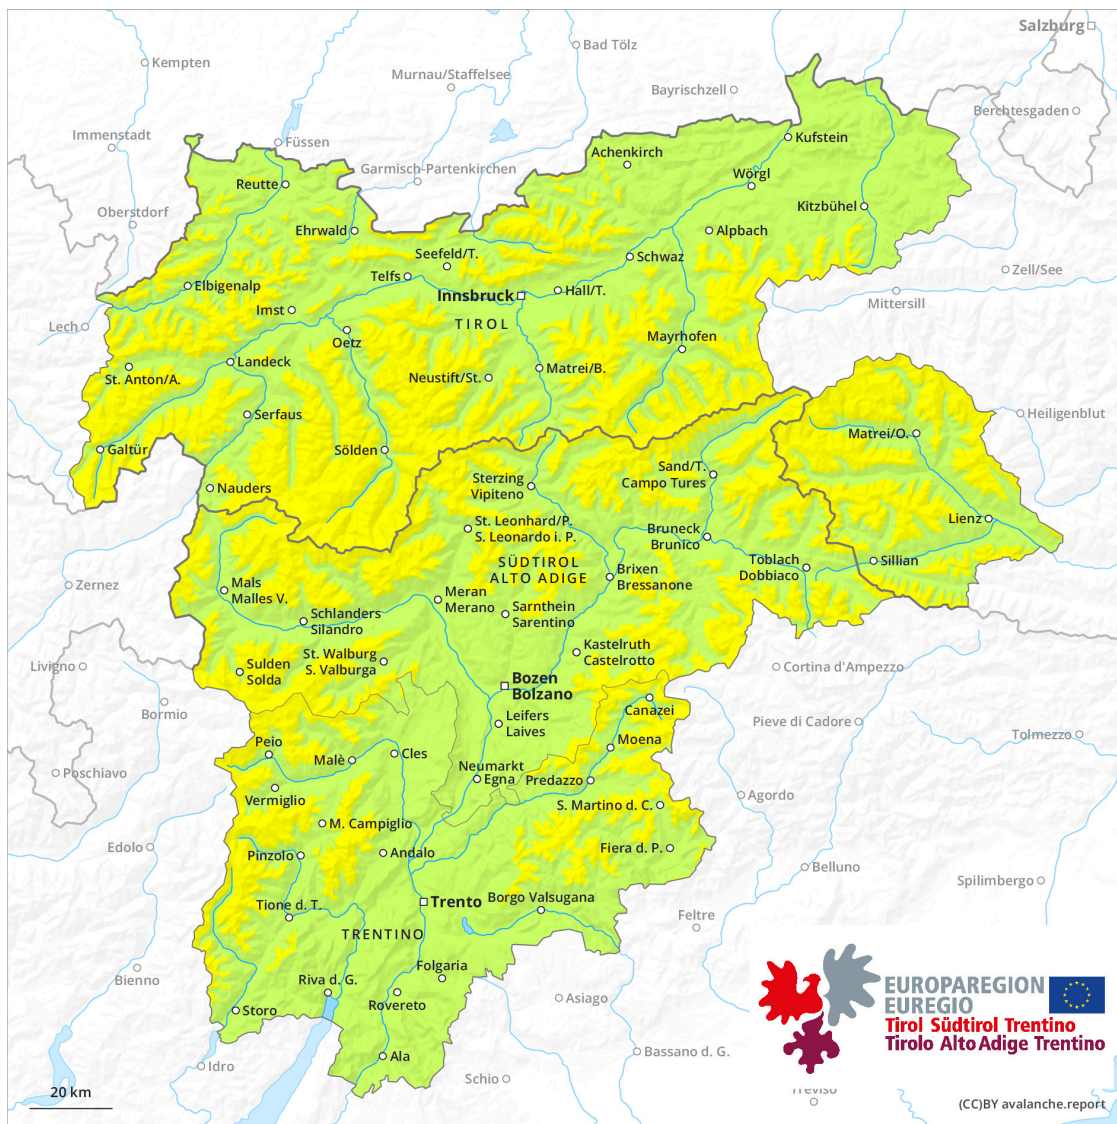 Salzburg
Bad Tölz
Kempten
Murnau/Staffelsee
Bayrischzell
Berchtesgaden
Immenstadt
Füssen
Kufstein
Achenkirch
Garmisch-Partenkirchen
Wörgl
Reutte
Oberstdorf
Kitzbühel
Ehrwald
Alpbach
Seefeld/T.
Schwaz
Zell/See
Telfs
Elbigenalp
Hall/T.
Innsbruck
Mittersill
Imst
TIROL
Lech
Oetz
Mayrhofen
Landeck
Matrei/B.
St. Anton/A.
Neustift/St.
Serfaus
Heiligenblut
Matrei/O.
Galtür
Sölden
Sand/T.
Campo Tures
Sterzing
Vipiteno
Nauders
Lienz
St. Leonhard/P.
S. Leonardo i. P.
Bruneck
Brunico
SÜDTIROL
ALTO ADIGE
Toblach
Dobbiaco
Sillian
Brixen
Bressanone
Zernez
Mals
Malles V.
Meran
Merano
Sarnthein
Sarentino
Schlanders
Silandro
Kastelruth
Castelrotto
St. Walburg
S. Valburga
Livigno
Sulden
Solda
Cortina d'Ampezzo
Bozen
Bolzano
Bormio
Canazei
Leifers
Laives
Pieve di Cadore
Tolmezzo
Peio
Moena
Malè
Cles
Poschiavo
Neumarkt
Egna
Predazzo
Vermiglio
Agordo
S. Martino d. C.
M. Campiglio
Edolo
Fiera d. P.
Pinzolo
Andalo
Belluno
Spilimbergo
Borgo Valsugana
Trento
Tione d. T.
Feltre
TRENTINO
Folgaria
Bienno
Riva d. G.
Rovereto
Asiago
Storo
EUROPAREGION
EUREGIO
Tirol Südtirol Trentino
Tirolo Alto Adige Trentino
Ala
Bassano d. G.
Idro
Schio
Treviso
20 km
(CC)BY avalanche.report